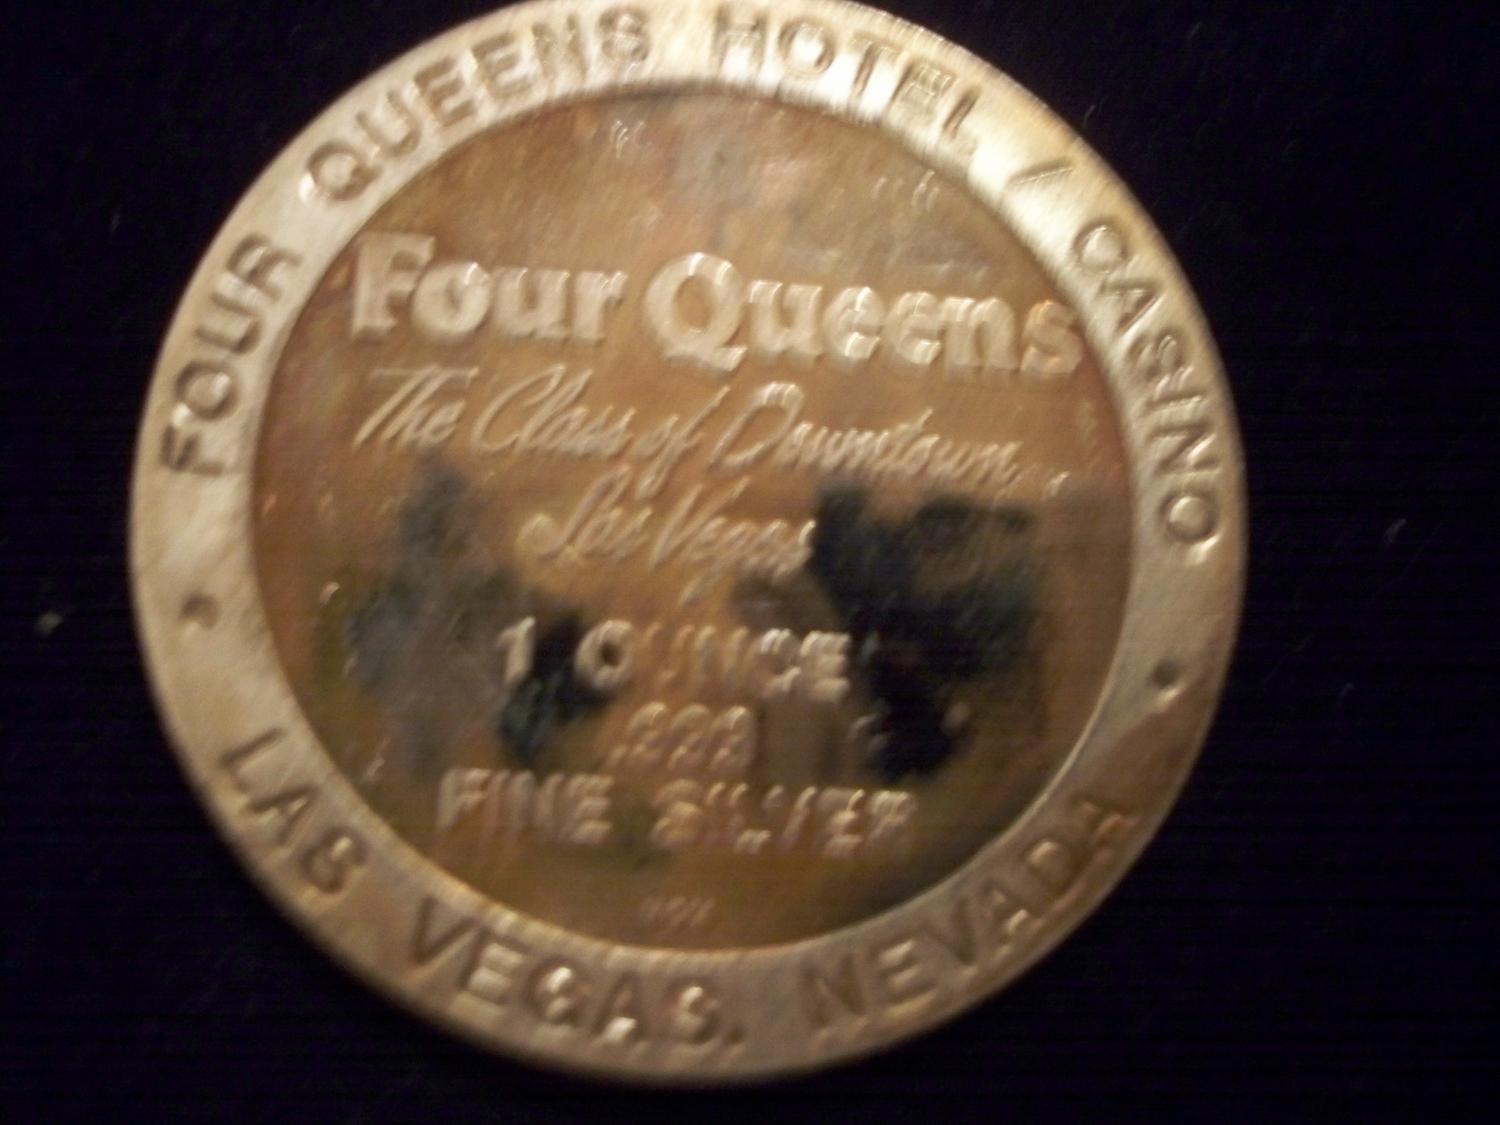 FOUR QUEENS HOTEL / CASINO
Four Queens
The Class of Downtown...
Las Vegas
1 OUNCE
.999
FINE SILVER
LAS VEGAS, NEVADA